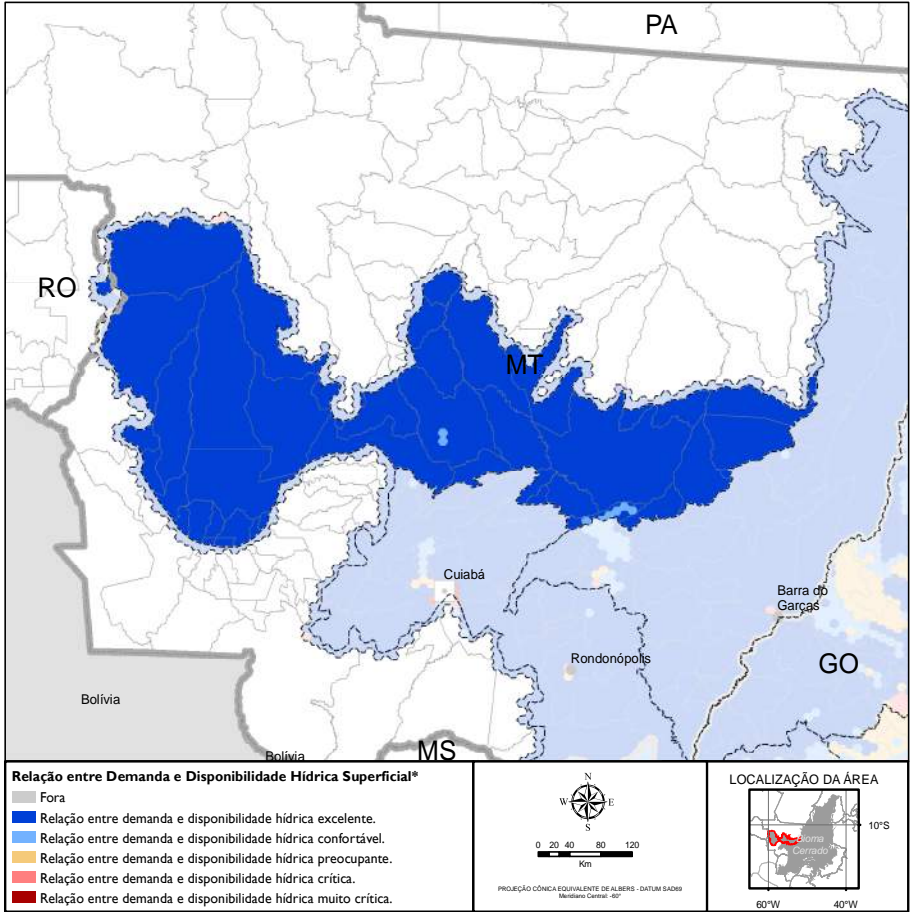 PA
RO
MT
Cuiabá
Barra do
Garças
Rondonópolis
GO
Bolívia
Bolívia
MS
Relação entre Demanda e Disponibilidade Hídrica Superficial*
Fora
Relação entre demanda e disponibilidade hídrica excelente.
Relação entre demanda e disponibilidade hídrica confortável.
Relação entre demanda e disponibilidade hídrica preocupante.
Relação entre demanda e disponibilidade hídrica crítica.
Relação entre demanda e disponibilidade hídrica muito crítica.
N
W E
S
0 20 40 80 120
Km
PROJEÇÃO CÔNICA EQUIVALENTE DE ALBERS - DATUM SAD69
Meridiano Central: -60°
LOCALIZAÇÃO DA ÁREA
10°S
Bioma
Cerrado
60°W 40°W